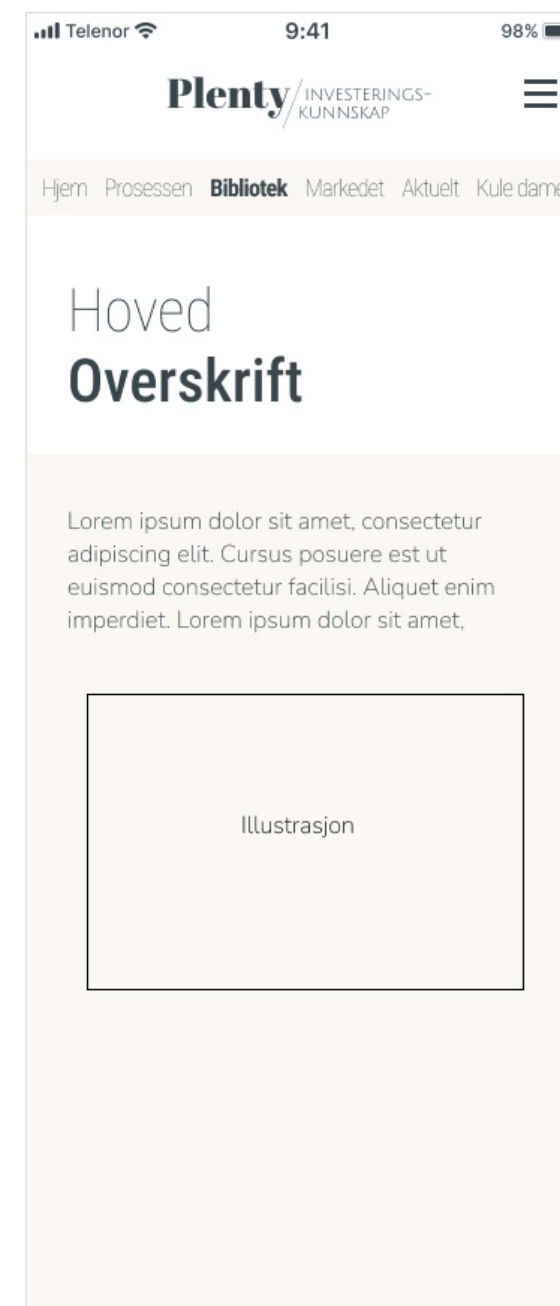 Telenor 9:41 98%
Plenty INVESTERINGS-
KUNNSKAP
Hjem Prosessen Bibliotek Markedet Aktuelt Kule dame
Hoved
Overskrift
Lorem ipsum dolor sit amet, consectetur
adipiscing elit. Cursus posuere est ut
euismod consectetur facilisi. Aliquet enim
imperdiet. Lorem ipsum dolor sit amet,
Illustrasjon